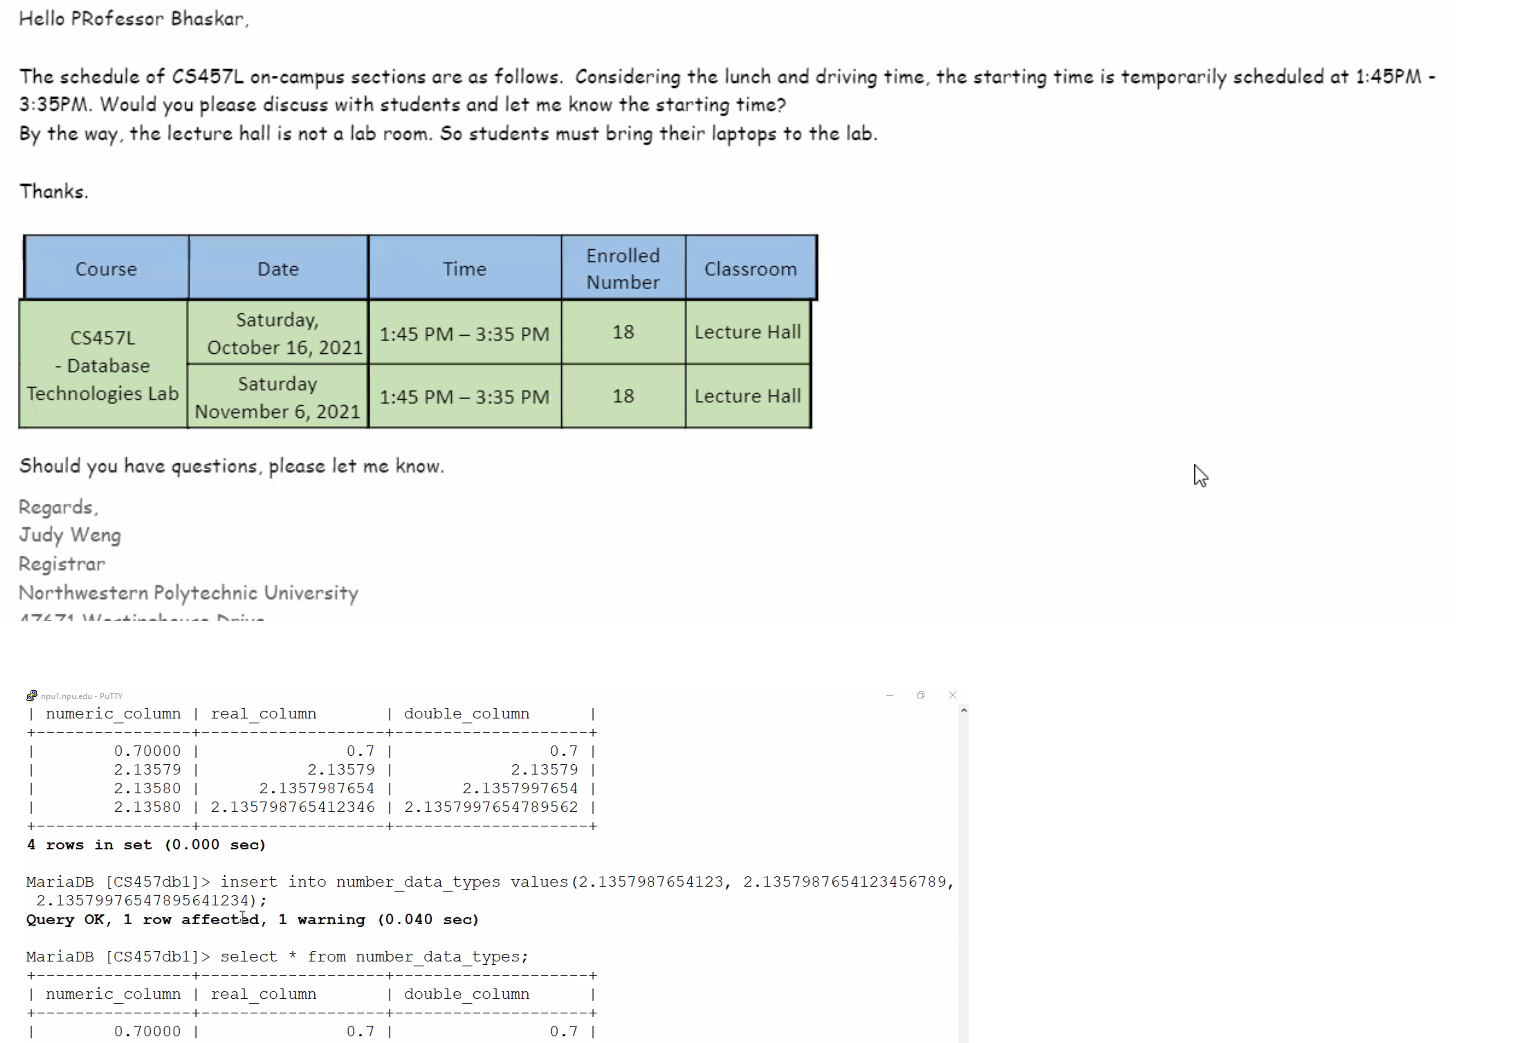 Hello PRofessor Bhaskar,
The schedule of CS457L on-campus sections are as follows.  Considering the lunch and driving time, the starting time is temporarily scheduled at 1:45PM -
3:35PM. Would you please discuss with students and let me know the starting time?
By the way, the lecture hall is not a lab room. So students must bring their laptops to the lab.
Thanks.
Course | Date | Time | Enrolled Number | Classroom
CS457L - Database Technologies Lab | Saturday, October 16, 2021 | 1:45 PM – 3:35 PM | 18 | Lecture Hall
Saturday November 6, 2021 | 1:45 PM – 3:35 PM | 18 | Lecture Hall
Should you have questions, please let me know.
Regards,
Judy Weng
Registrar
Northwestern Polytechnic University
47671 Westinghouse Drive
npu1.npu.edu - PuTTY
| numeric_column | real_column       | double_column      |
+----------------+-------------------+--------------------+
|        0.70000 |               0.7 |                0.7 |
|        2.13579 |           2.13579 |            2.13579 |
|        2.13580 |      2.1357987654 |       2.1357997654 |
|        2.13580 | 2.135798765412346 | 2.1357997654789562 |
+----------------+-------------------+--------------------+
4 rows in set (0.000 sec)
MariaDB [CS457db1]> insert into number_data_types values(2.1357987654123, 2.1357987654123456789,
 2.13579976547895641234);
Query OK, 1 row affected, 1 warning (0.040 sec)
MariaDB [CS457db1]> select * from number_data_types;
+----------------+-------------------+--------------------+
| numeric_column | real_column       | double_column      |
+----------------+-------------------+--------------------+
|        0.70000 |               0.7 |                0.7 |